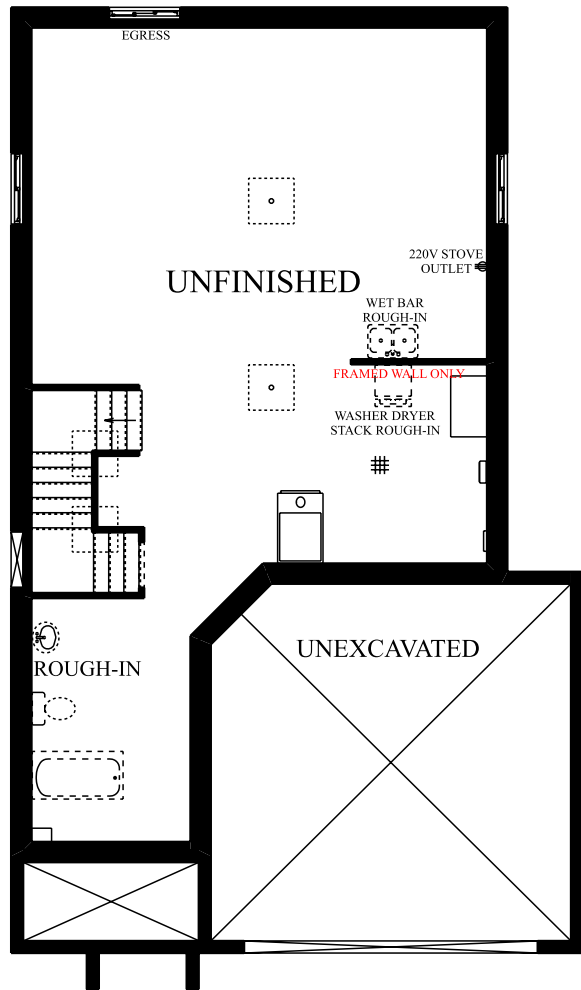 EGRESS
220V STOVE
OUTLET
UNFINISHED
WET BAR
ROUGH-IN
FRAMED WALL ONLY
WASHER DRYER
STACK ROUGH-IN
UNEXCAVATED
ROUGH-IN